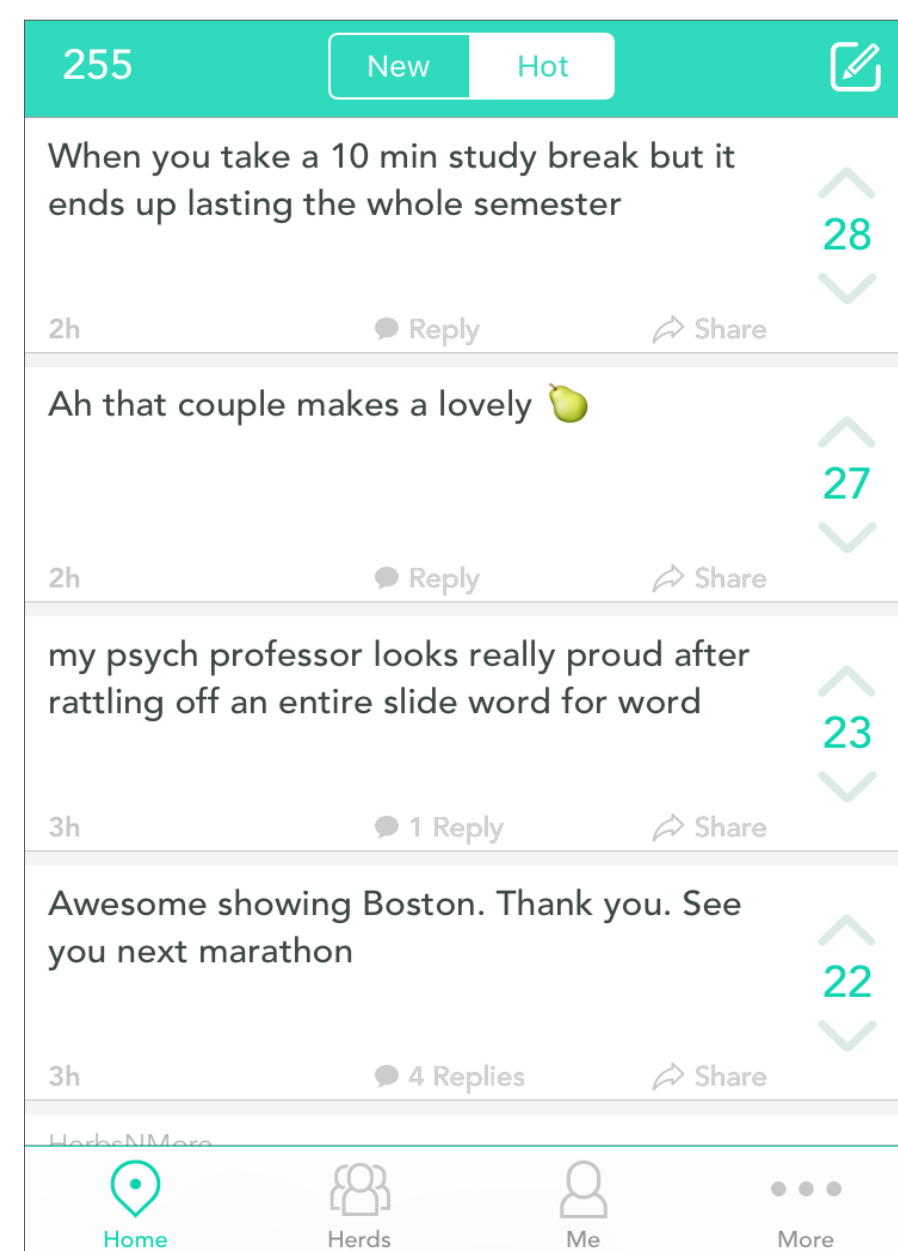 255 New Hot
When you take a 10 min study break but it
ends up lasting the whole semester
28
2h Reply Share
Ah that couple makes a lovely 🍐
27
2h Reply Share
my psych professor looks really proud after
rattling off an entire slide word for word
23
3h 1 Reply Share
Awesome showing Boston. Thank you. See
you next marathon
22
3h 4 Replies Share
HerbsNMore
Home Herds Me More